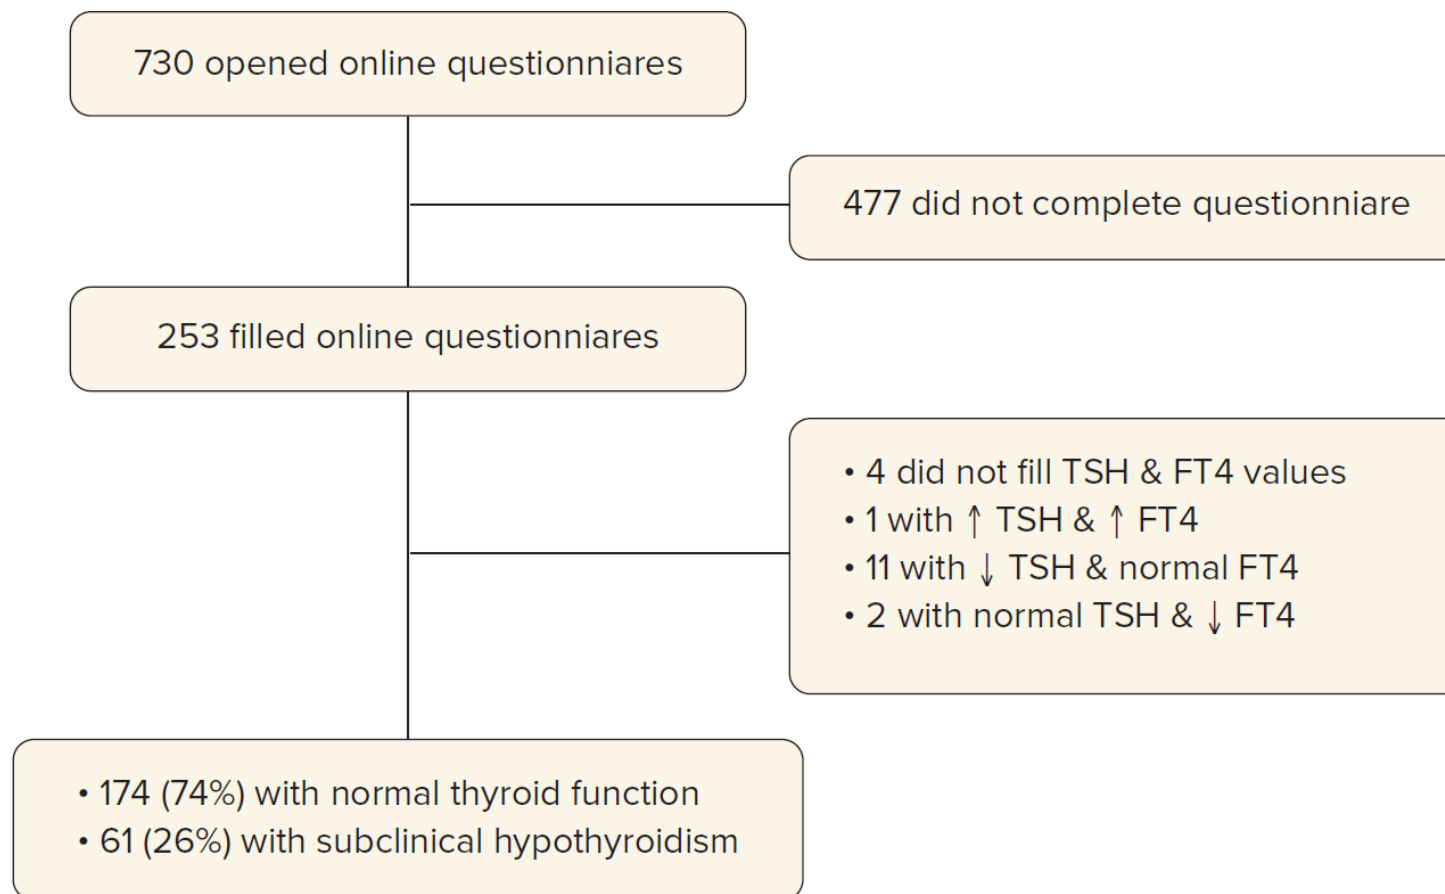 730 opened online questionniares
477 did not complete questionniare
253 filled online questionniares
• 4 did not fill TSH & FT4 values
• 1 with ↑ TSH & ↑ FT4
• 11 with ↓ TSH & normal FT4
• 2 with normal TSH & ↓ FT4
• 174 (74%) with normal thyroid function
• 61 (26%) with subclinical hypothyroidism